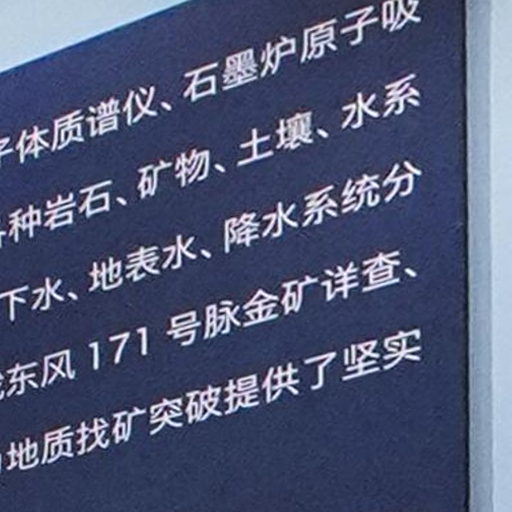 体质谱仪、石墨炉原子吸
种岩石、矿物、土壤、水系
下水、地表水、降水系统分
东风 171 号脉金矿详查、
地质找矿突破提供了坚实